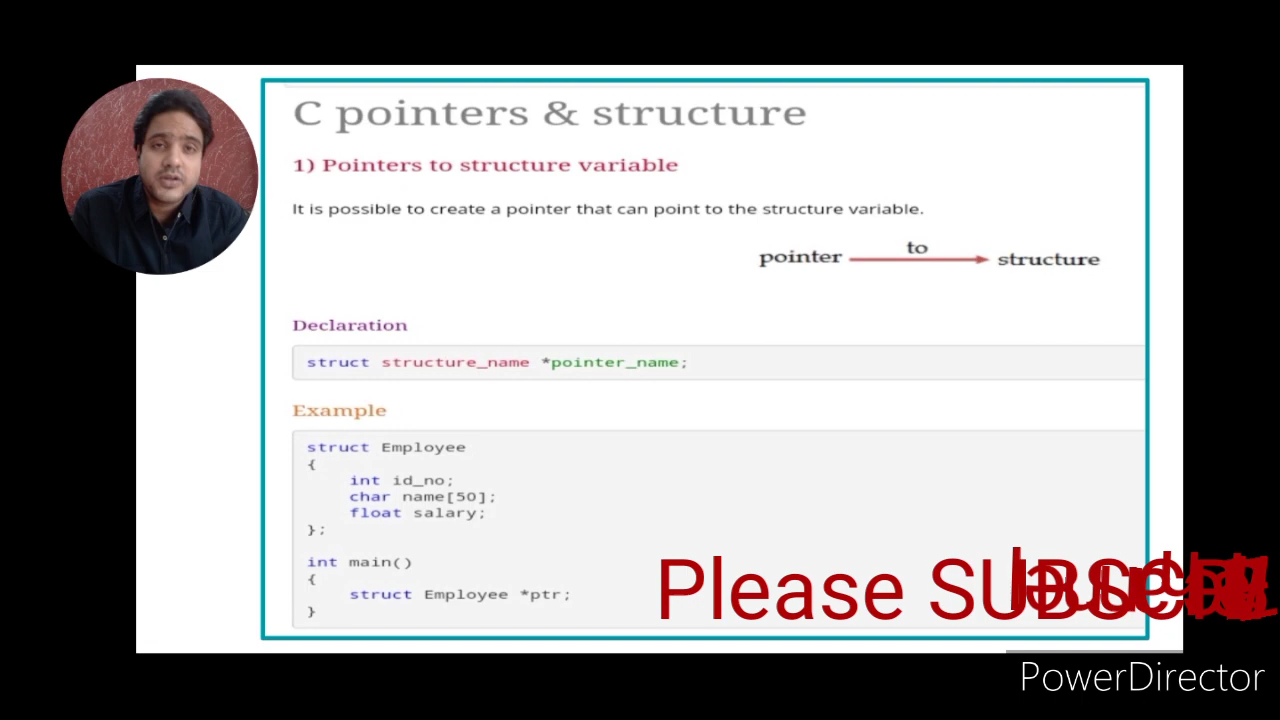 C pointers & structure
1) Pointers to structure variable
It is possible to create a pointer that can point to the structure variable.
pointer to structure
Declaration
struct structure_name *pointer_name;
Example
struct Employee
{
int id_no;
char name[50];
float salary;
};
int main()
{
struct Employee *ptr;
}
Please
PowerDirector